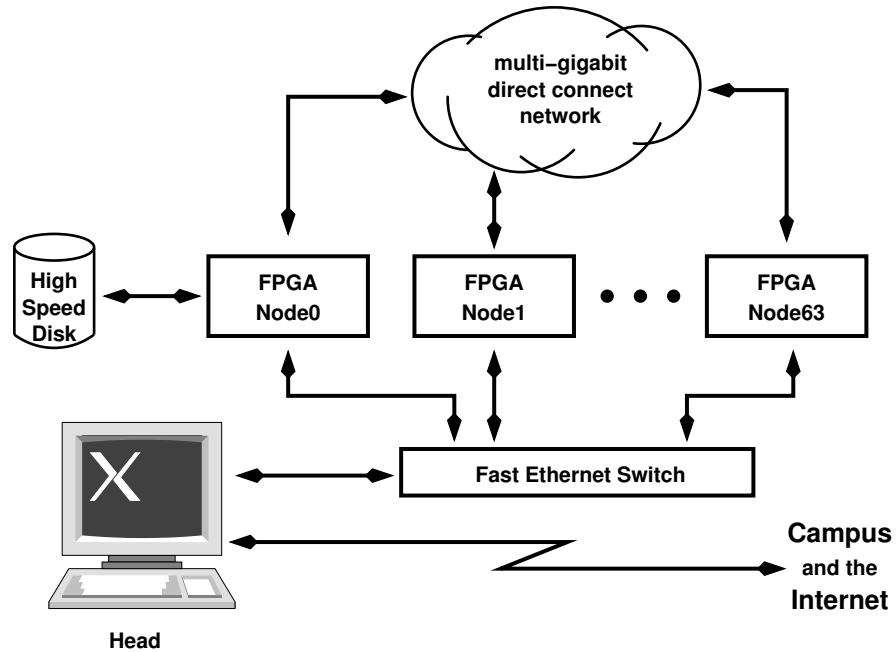 multi−gigabit
direct connect
network
High
Speed
Disk
FPGA
Node0
FPGA
Node1
FPGA
Node63
Fast Ethernet Switch
X
Campus
and the
Internet
Head